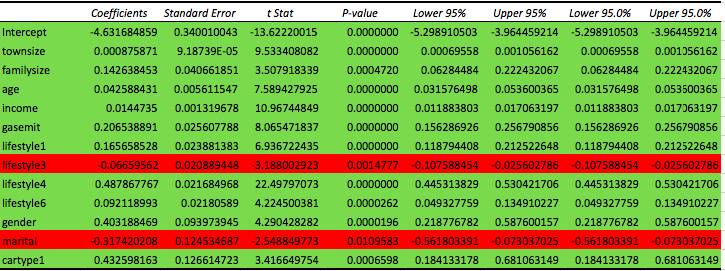 Coefficients Standard Error t Stat P-value Lower 95% Upper 95% Lower 95.0% Upper 95.0%
Intercept -4.631684859 0.340010043 -13.62220015 0.0000000 -5.298910503 -3.964459214 -5.298910503 -3.964459214
townsize 0.000875871 9.18739E-05 9.533408082 0.0000000 0.00069558 0.001056162 0.00069558 0.001056162
familysize 0.142638453 0.040661851 3.507918339 0.0004720 0.06284484 0.222432067 0.06284484 0.222432067
age 0.042588431 0.005611547 7.589427925 0.0000000 0.031576498 0.053600365 0.031576498 0.053600365
income 0.0144735 0.001319678 10.96744849 0.0000000 0.011883803 0.017063197 0.011883803 0.017063197
gasemit 0.206538891 0.025607788 8.065471837 0.0000000 0.156286926 0.256790856 0.156286926 0.256790856
lifestyle1 0.165658528 0.023881383 6.936722435 0.0000000 0.118794408 0.212522648 0.118794408 0.212522648
lifestyle3 -0.06659562 0.020889448 -3.188002923 0.0014777 -0.107588454 -0.025602786 -0.107588454 -0.025602786
lifestyle4 0.487867767 0.021684968 22.49797073 0.0000000 0.445313829 0.530421706 0.445313829 0.530421706
lifestyle6 0.092118993 0.02180589 4.224500381 0.0000262 0.049327759 0.134910227 0.049327759 0.134910227
gender 0.403188469 0.093973945 4.290428282 0.0000196 0.218776782 0.587600157 0.218776782 0.587600157
marital -0.317420208 0.124534687 -2.548849773 0.0109583 -0.561803391 -0.073037025 -0.561803391 -0.073037025
cartype1 0.432598163 0.126614723 3.416649754 0.0006598 0.184133178 0.681063149 0.184133178 0.681063149